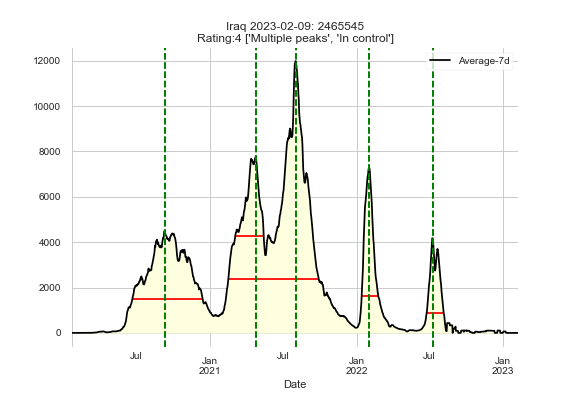 Iraq 2023-02-09: 2465545
Rating:4 ['Multiple peaks', 'In control']
Average-7d
12000
10000
8000
6000
4000
2000
0
Jul Jan Jul Jan Jul Jan
2021 2022 2023
Date